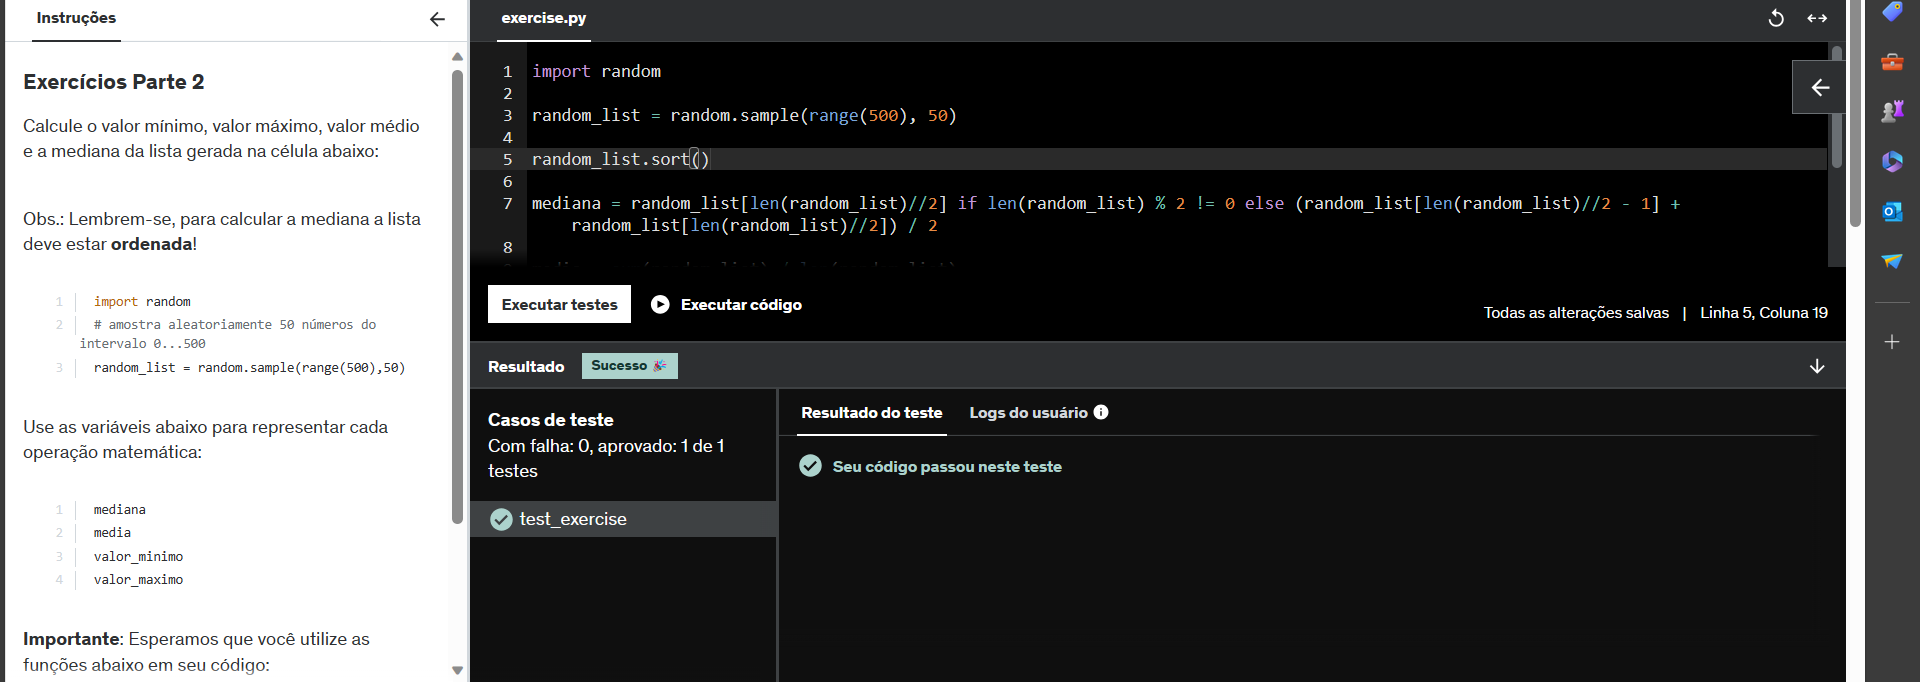 Instruções
Exercícios Parte 2
Calcule o valor mínimo, valor máximo, valor médio
e a mediana da lista gerada na célula abaixo:
Obs.: Lembrem-se, para calcular a mediana a lista
deve estar ordenada!
1 import random
2 # amostra aleatoriamente 50 números do
intervalo 0...500
3 random_list = random.sample(range(500),50)
Use as variáveis abaixo para representar cada
operação matemática:
1 mediana
2 media
3 valor_minimo
4 valor_maximo
Importante: Esperamos que você utilize as
funções abaixo em seu código:
exercise.py
1 import random
2
3 random_list = random.sample(range(500), 50)
4
5 random_list.sort()
6
7 mediana = random_list[len(random_list)//2] if len(random_list) % 2 != 0 else (random_list[len(random_list)//2 - 1] +
random_list[len(random_list)//2]) / 2
8
Executar testes
Executar código
Todas as alterações salvas | Linha 5, Coluna 19
Resultado
Sucesso
Casos de teste
Com falha: 0, aprovado: 1 de 1
testes
test_exercise
Resultado do teste
Logs do usuário
Seu código passou neste teste